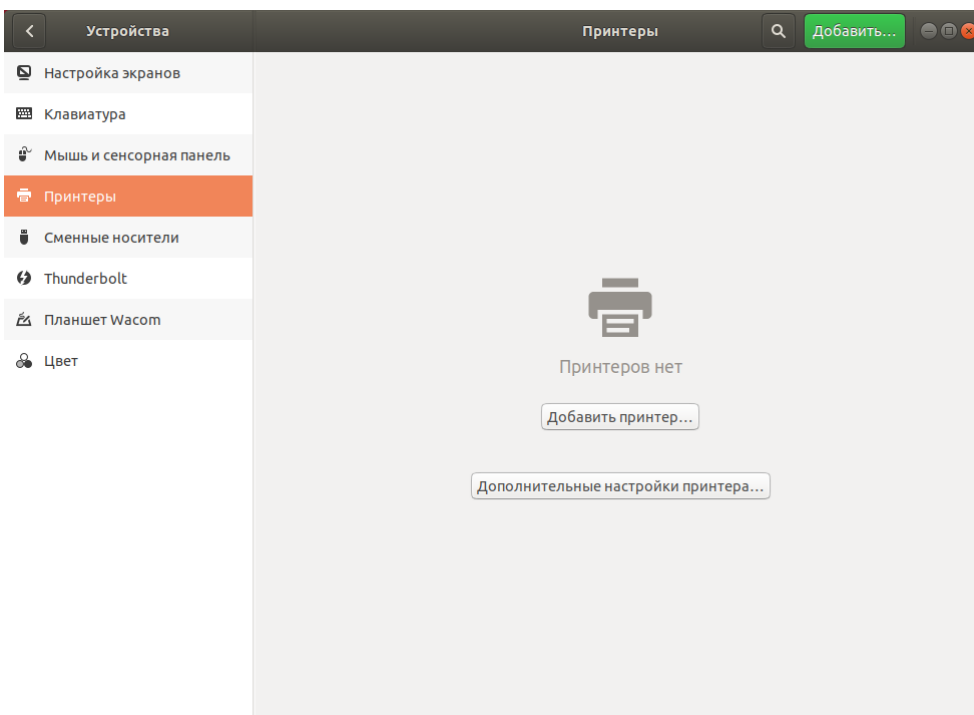 Устройства
Принтеры
Добавить...
Настройка экранов
Клавиатура
Мышь и сенсорная панель
Принтеры
Сменные носители
Thunderbolt
Планшет Wacom
Цвет
Принтеров нет
Добавить принтер...
Дополнительные настройки принтера...